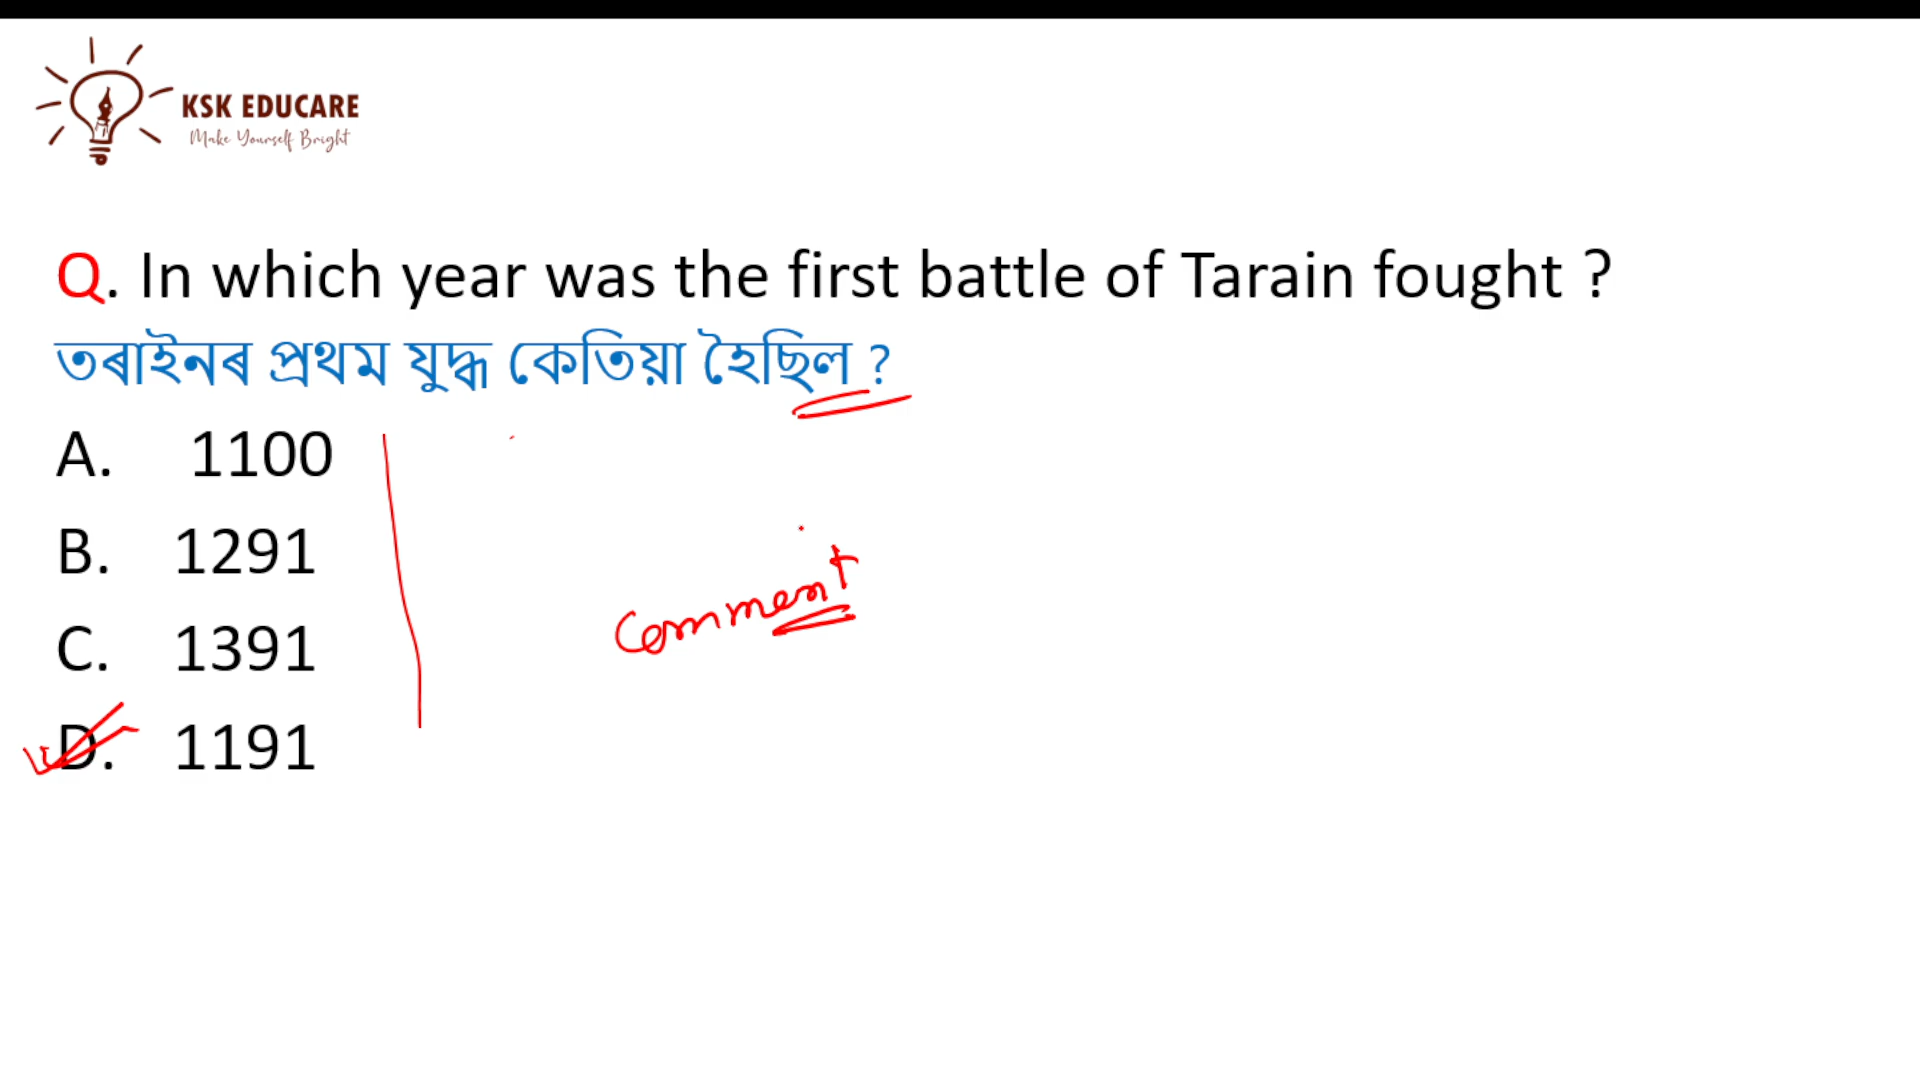 KSK EDUCARE
Make Yourself Bright
Q. In which year was the first battle of Tarain fought ?
তৰাইনৰ প্ৰথম যুদ্ধ কেতিয়া হৈছিল ?
A. 1100
B. 1291
comment
C. 1391
D. 1191